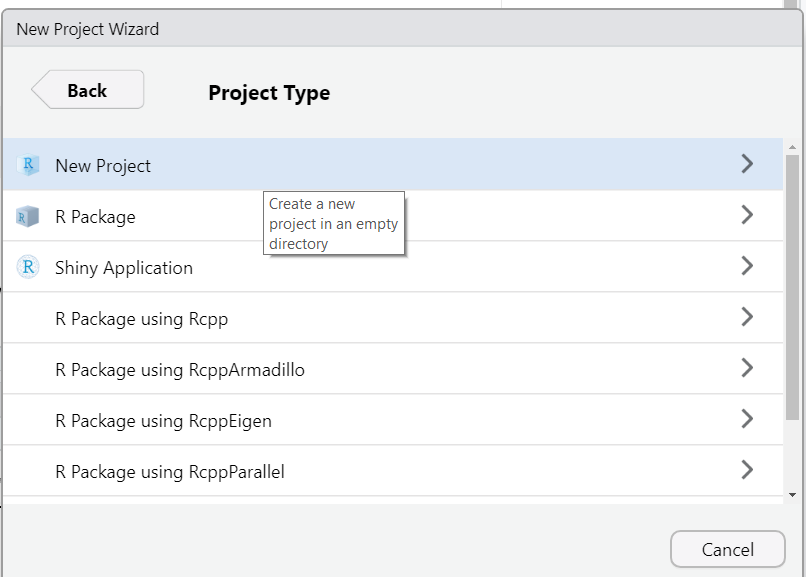 New Project Wizard
Back
Project Type
R New Project
R R Package
R Shiny Application
Create a new
project in an empty
directory
R Package using Rcpp
R Package using RcppArmadillo
R Package using RcppEigen
R Package using RcppParallel
Cancel